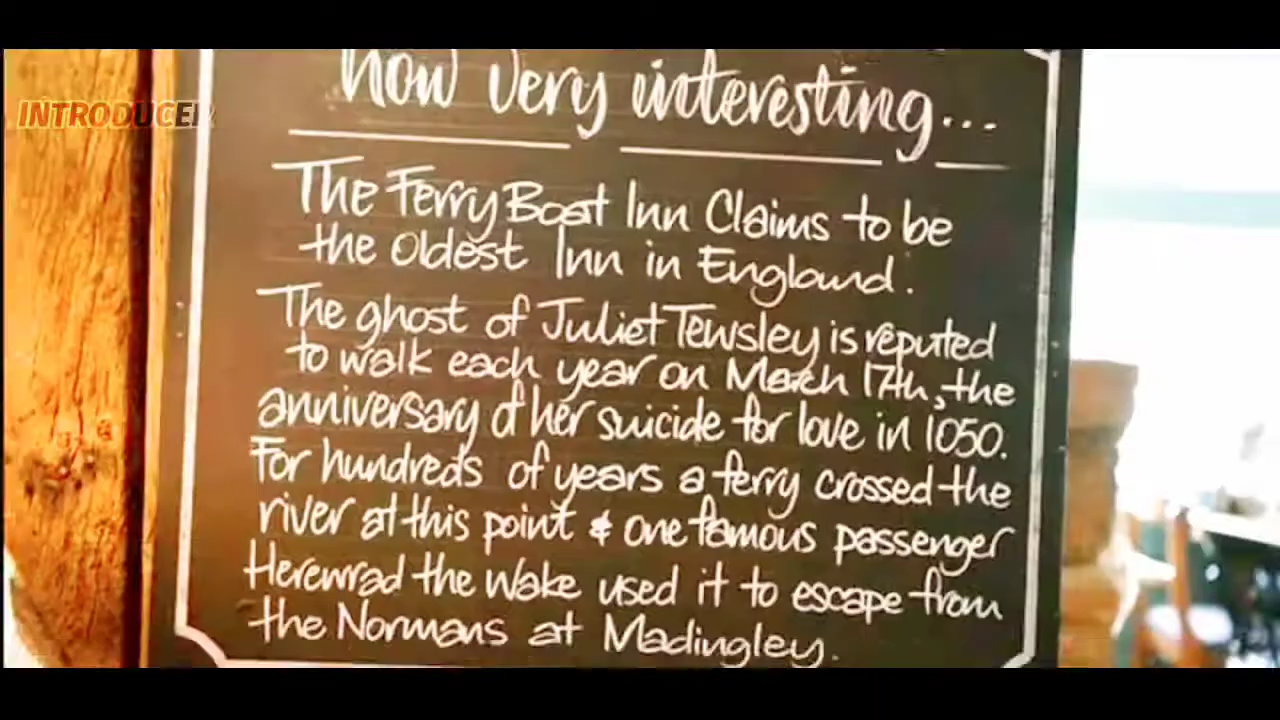 how very interesting...
INTRODUCER
The Ferry Boat Inn Claims to be
the Oldest Inn in England.
The ghost of Juliet Tewsley is reputed
to walk each year on March 17th, the
anniversary of her suicide for love in 1050.
For hundreds of years a ferry crossed the
river at this point & one famous passenger
Herewrad the Wake used it to escape from
the Normans at Madingley.